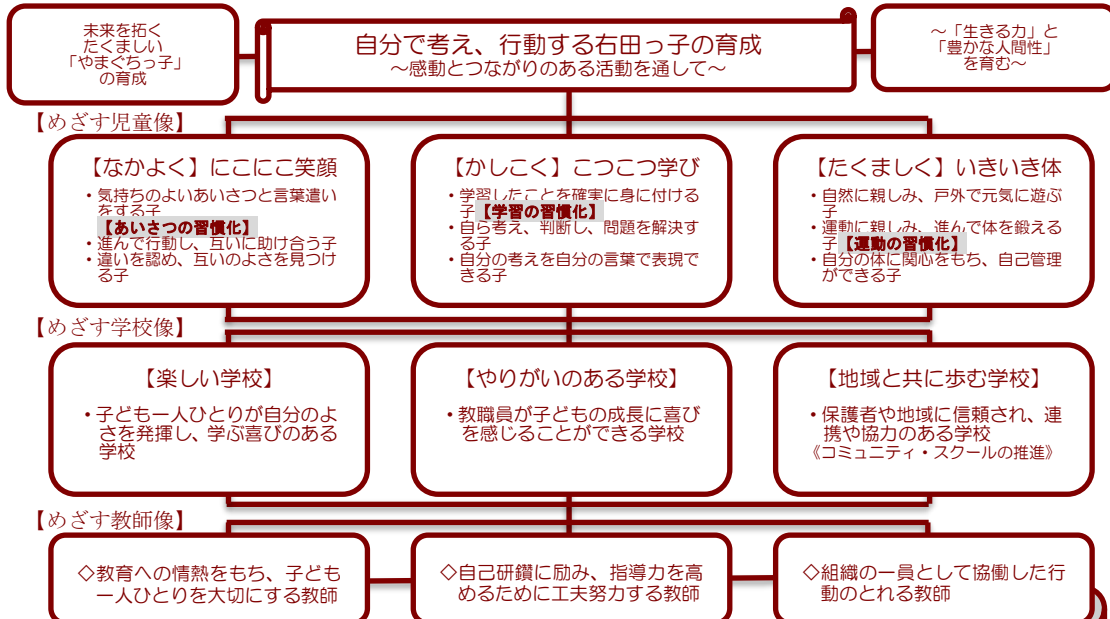 未来を拓く
たくましい
「やまぐちっ子」
の育成
自分で考え、行動する右田っ子の育成
～感動とつながりのある活動を通して～
～「生きる力」と
「豊かな人間性」
を育む～
【めざす児童像】
【なかよく】にこにこ笑顔
・気持ちのよいあいさつと言葉遣い
をする子
【あいさつの習慣化】
・進んで行動し、互いに助け合う子
・違いを認め、互いのよさを見つけ
る子
【かしこく】こつこつ学び
・学習したことを確実に身に付ける
子【学習の習慣化】
・自ら考え、判断し、問題を解決す
る子
・自分の考えを自分の言葉で表現で
きる子
【たくましく】いきいき体
・自然に親しみ、戸外で元気に遊ぶ
子
・運動に親しみ、進んで体を鍛える
子【運動の習慣化】
・自分の体に関心をもち、自己管理
ができる子
【めざす学校像】
【楽しい学校】
・子ども一人ひとりが自分のよ
さを発揮し、学ぶ喜びのある
学校
【やりがいのある学校】
・教職員が子どもの成長に喜び
を感じることができる学校
【地域と共に歩む学校】
・保護者や地域に信頼され、連
携や協力のある学校
《コミュニティ・スクールの推進》
【めざす教師像】
◇教育への情熱をもち、子ども
一人ひとりを大切にする教師
◇自己研鑽に励み、指導力を高
めるために工夫努力する教師
◇組織の一員として協働した行
動のとれる教師